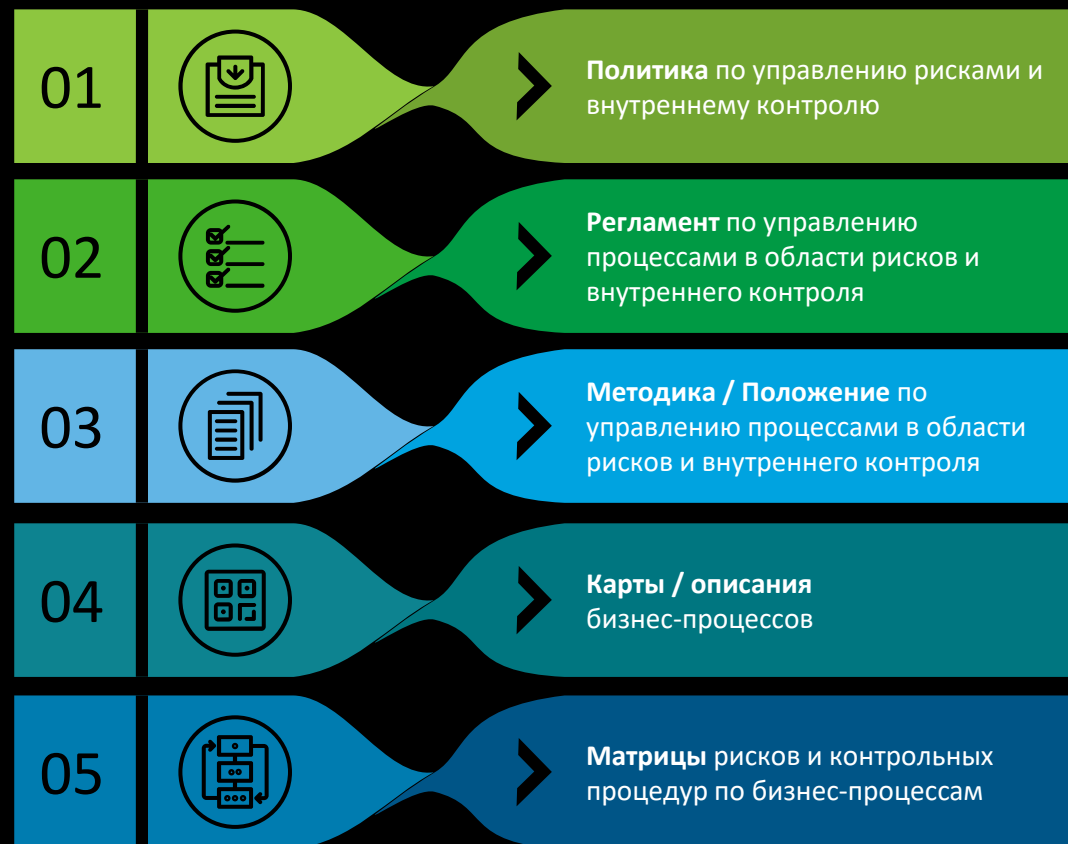 01
Политика по управлению рисками и
внутреннему контролю
02
Регламент по управлению
процессами в области рисков и
внутреннего контроля
03
Методика / Положение по
управлению процессами в области
рисков и внутреннего контроля
04
Карты / описания
бизнес-процессов
05
Матрицы рисков и контрольных
процедур по бизнес-процессам